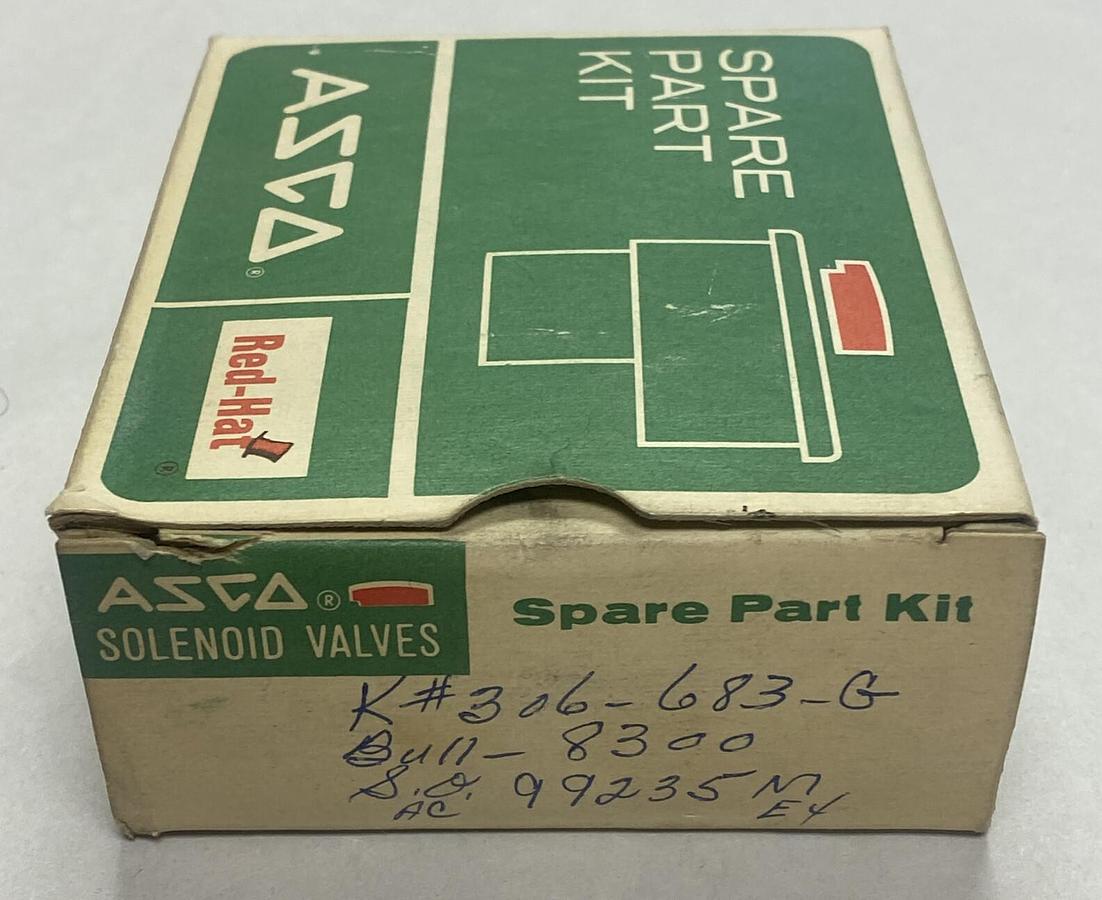 SPARE
PART
KIT
ASCO®
Red-Hat®
ASCO®
SOLENOID VALVES
Spare Part Kit
K#306-683-G
Bull- 8300
S.O. 99235M
AC E4